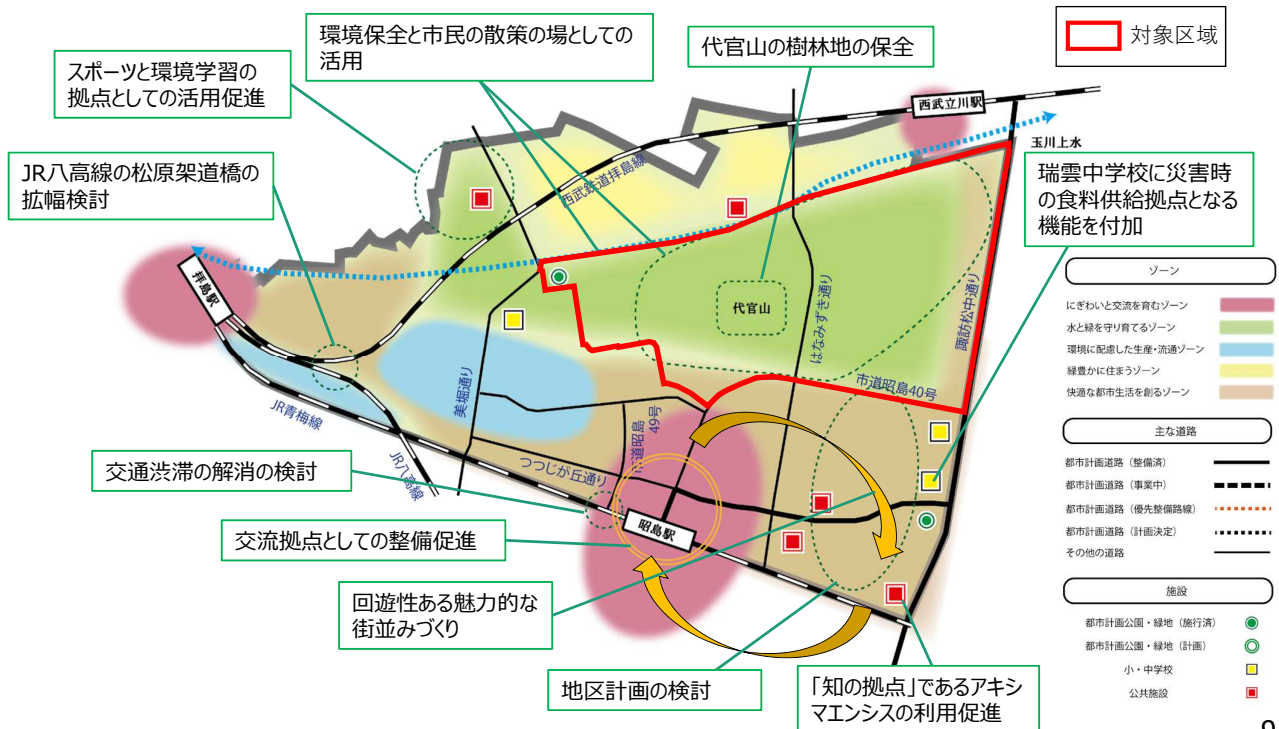 対象区域
環境保全と市民の散策の場としての
活用
代官山の樹林地の保全
スポーツと環境学習の
拠点としての活用促進
JR八高線の松原架道橋の
拡幅検討
瑞雲中学校に災害時
の食料供給拠点となる
機能を付加
交通渋滞の解消の検討
交流拠点としての整備促進
回遊性ある魅力的な
街並みづくり
地区計画の検討
「知の拠点」であるアキシ
マエンシスの利用促進
西武立川駅
玉川上水
西武鉄道拝島線
拝島駅
代官山
はなみずき通り
諏訪松中通り
市道昭島40号
美堀通り
市道昭島
49号
JR青梅線
JR八高線
つつじが丘通り
昭島駅
ゾーン
にぎわいと交流を育むゾーン
水と緑を守り育てるゾーン
環境に配慮した生産・流通ゾーン
緑豊かに住まうゾーン
快適な都市生活を創るゾーン
主な道路
都市計画道路（整備済）
都市計画道路（事業中）
都市計画道路（優先整備路線）
都市計画道路（計画決定）
その他の道路
施設
都市計画公園・緑地（施行済）
都市計画公園・緑地（計画）
小・中学校
公共施設